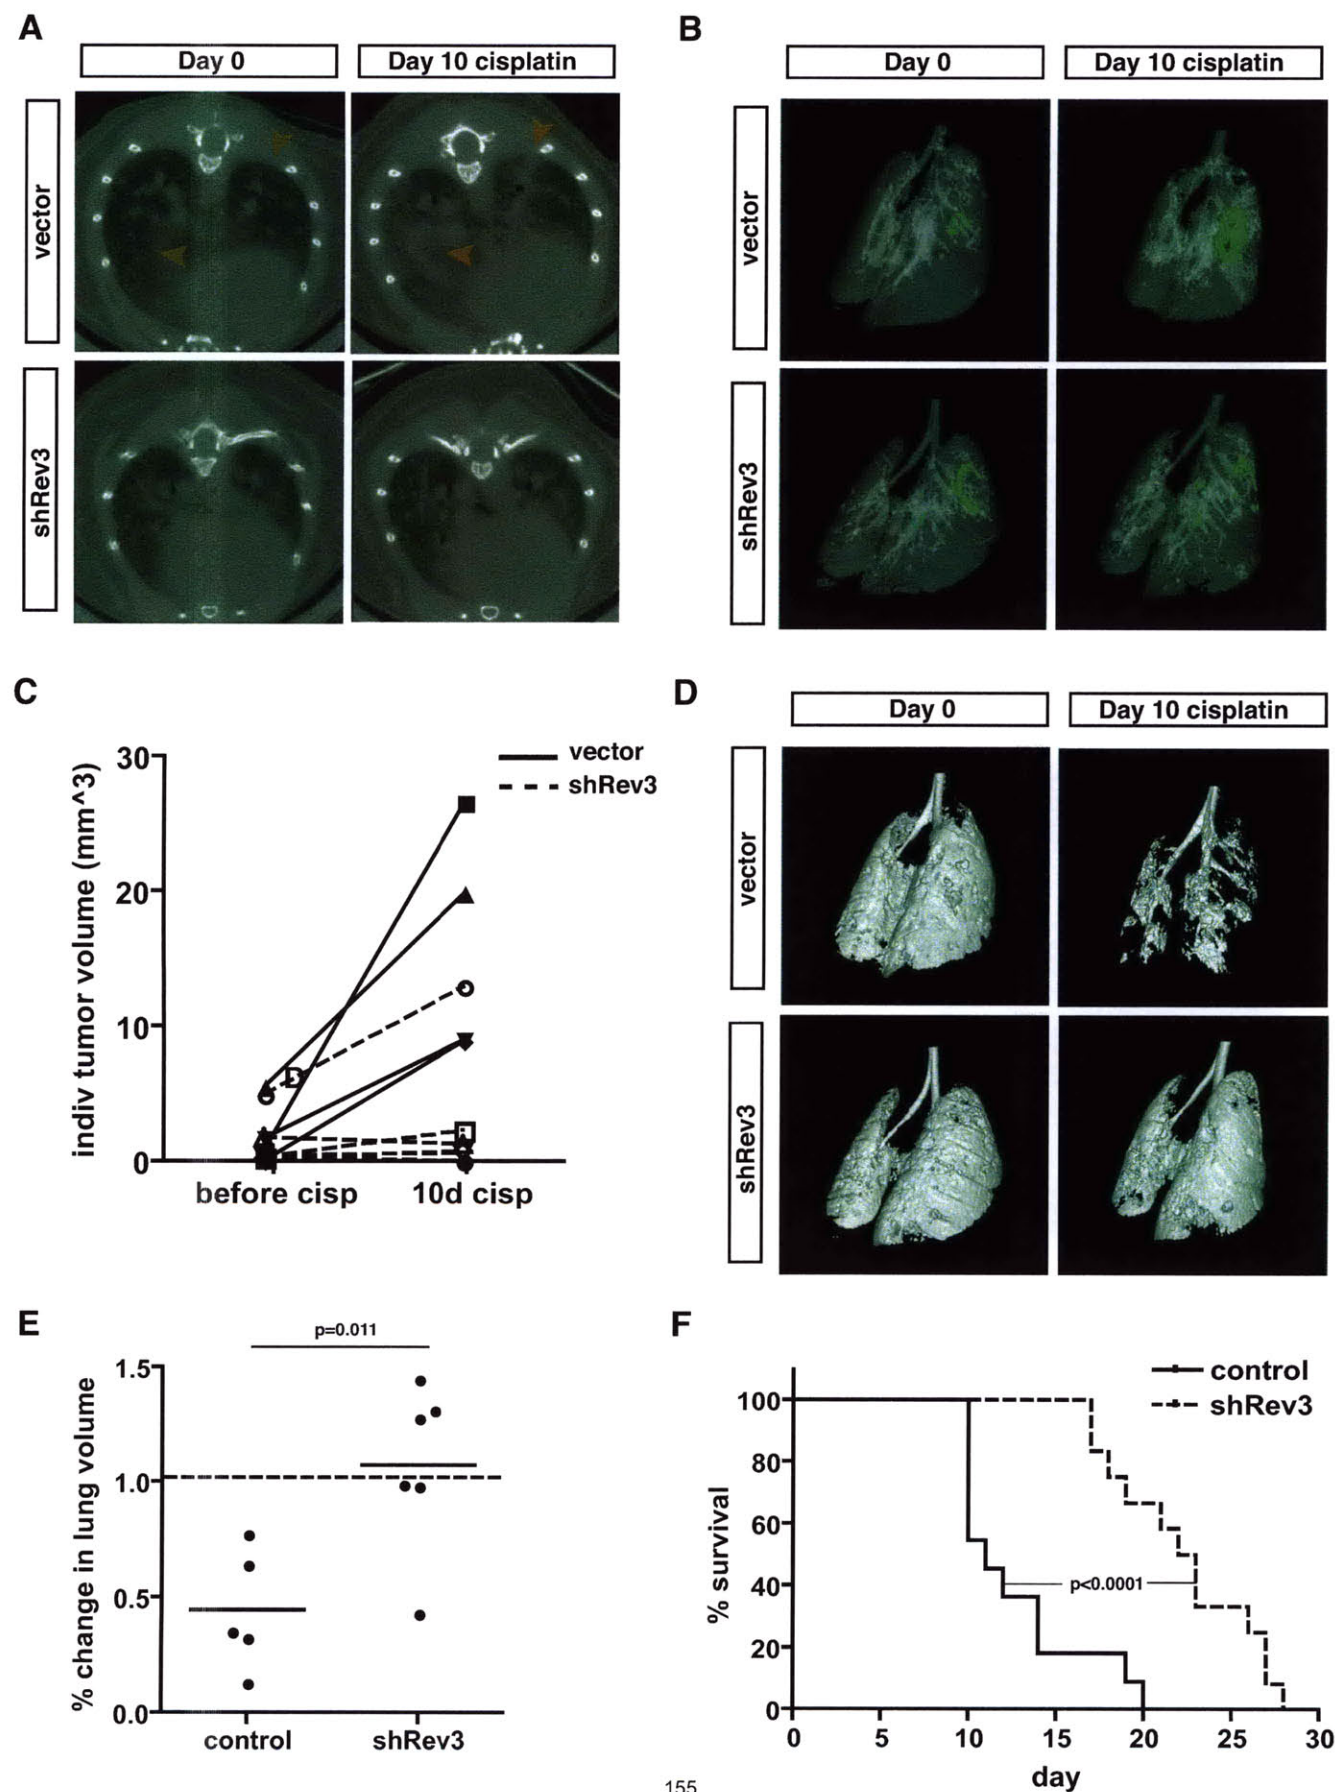 A
Day 0
Day 10 cisplatin
vector
shRev3
B
Day 0
Day 10 cisplatin
vector
shRev3
C
indiv tumor volume (mm^3)
30
20
10
0
before cisp
10d cisp
vector
shRev3
D
Day 0
Day 10 cisplatin
vector
shRev3
E
p=0.011
% change in lung volume
1.5
1.0
0.5
0.0
control
shRev3
F
control
shRev3
% survival
100
80
60
40
20
0
p<0.0001
0 5 10 15 20 25 30
day
155